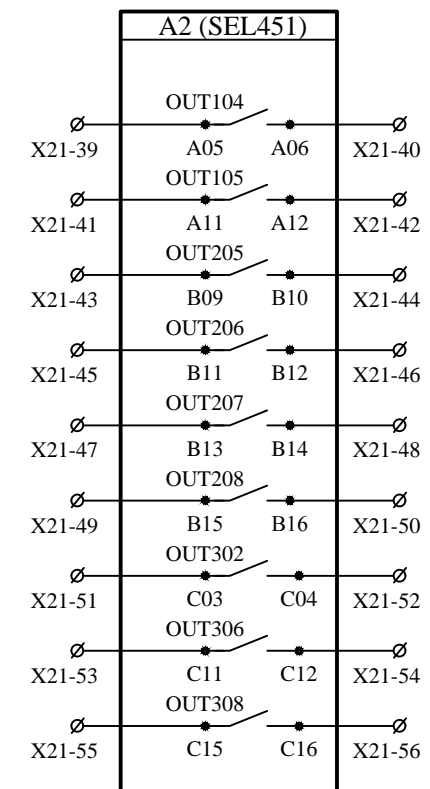 A2 (SEL451)
OUT104
X21-39 A05 A06 X21-40
OUT105
X21-41 A11 A12 X21-42
OUT205
X21-43 B09 B10 X21-44
OUT206
X21-45 B11 B12 X21-46
OUT207
X21-47 B13 B14 X21-48
OUT208
X21-49 B15 B16 X21-50
OUT302
X21-51 C03 C04 X21-52
OUT306
X21-53 C11 C12 X21-54
OUT308
X21-55 C15 C16 X21-56